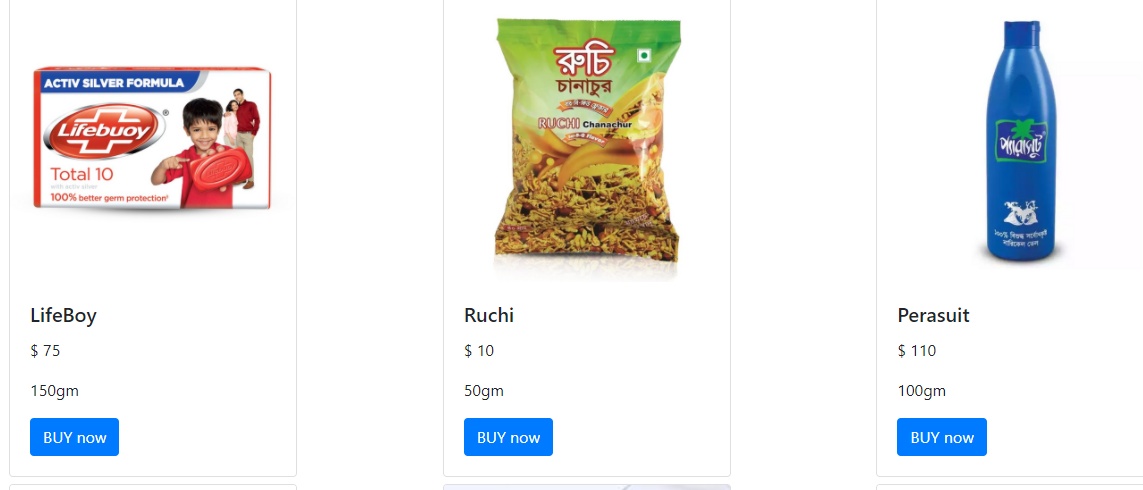 ACTIV SILVER FORMULA
Lifebuoy
Total 10
with activ silver
100% better germ protection
LifeBoy
$ 75
150gm
BUY now
রুচি
চানাচুর
RUCHI Chanachur
Ruchi
$ 10
50gm
BUY now
প্যারাসুট
১০০% বিশুদ্ধ
নারিকেল তেল
Perasuit
$ 110
100gm
BUY now